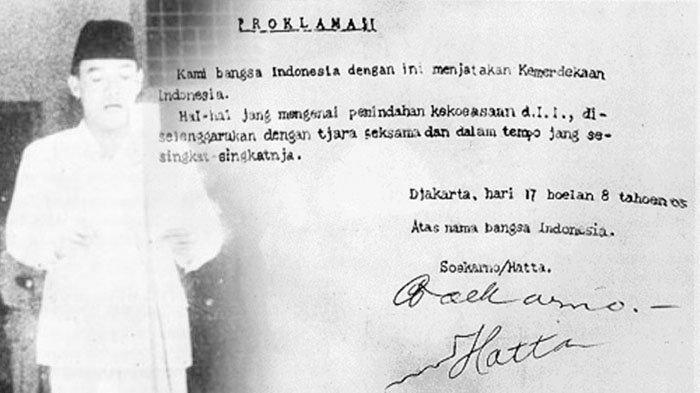 PROKLAMASI
Kami bangsa Indonesia dengan ini menjatakan Kemerdekaan
Indonesia.
Hal-hal jang mengenai pemindahan kekoeasaan d.l.l., di-
selenggarakan dengan tjara seksama dan dalam tempo jang se-
singkat-singkatnja.
Djakarta, hari 17 boelan 8 tahoen 05
Atas nama bangsa Indonesia.
Soekarno/Hatta.
Soekarno.-
Hatta